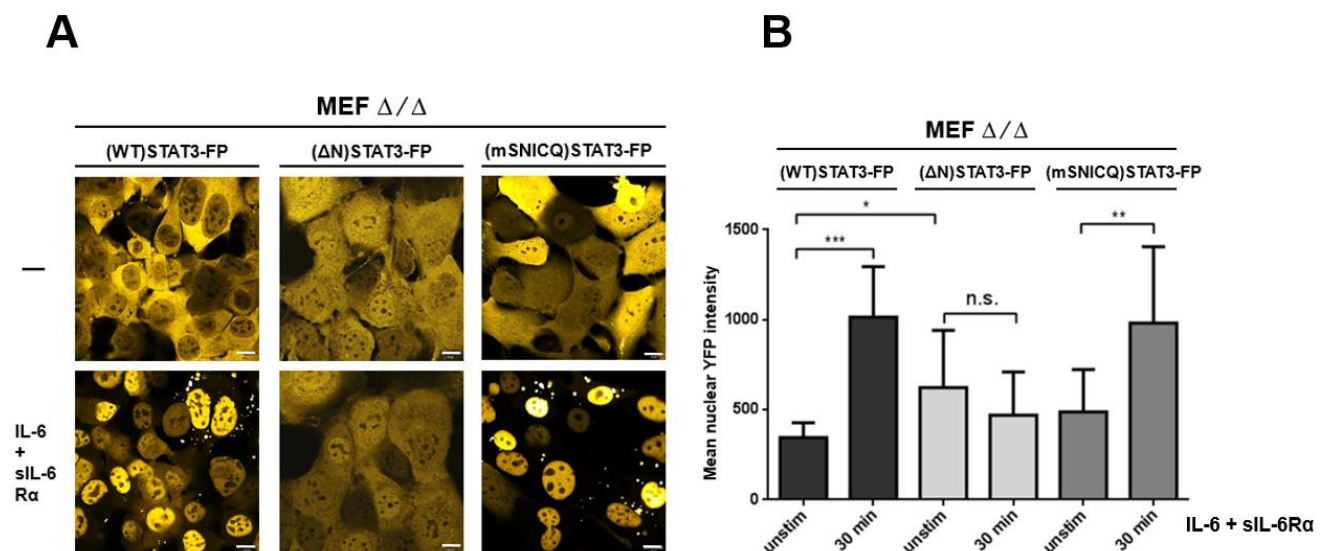 A
MEF Δ/Δ
(WT)STAT3-FP
(ΔN)STAT3-FP
(mSNICQ)STAT3-FP
—
IL-6
+
sIL-6
Rα
B
MEF Δ/Δ
(WT)STAT3-FP
(ΔN)STAT3-FP
(mSNICQ)STAT3-FP
Mean nuclear YFP intensity
1500
1000
500
0
*
***
n.s.
**
unstim
30 min
unstim
30 min
unstim
30 min
IL-6 + sIL-6Rα